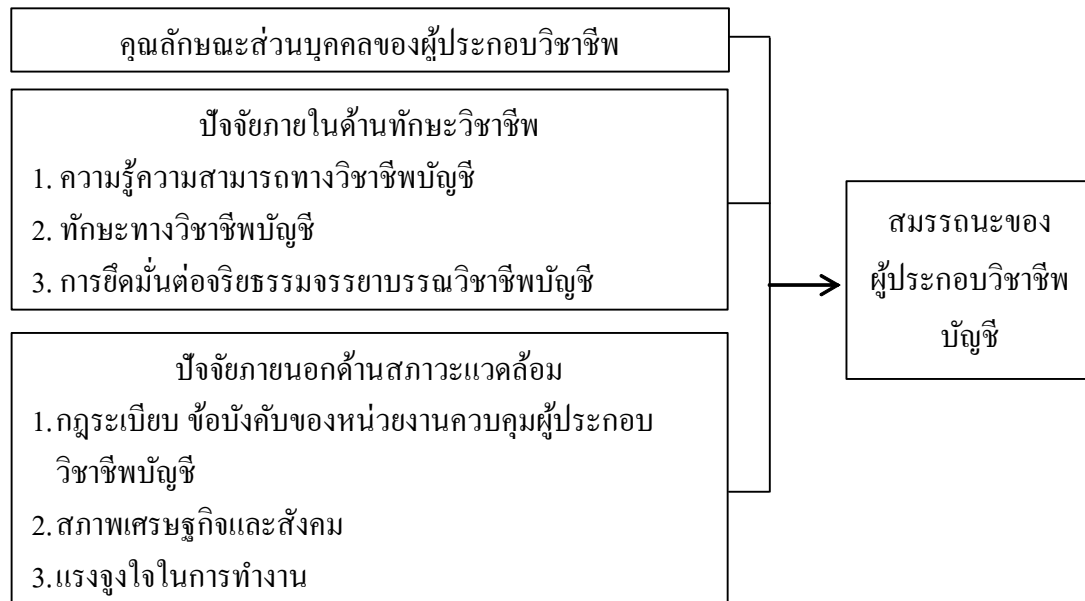 คุณลักษณะส่วนบุคคลของผู้ประกอบวิชาชีพ
ปัจจัยภายในด้านทักษะวิชาชีพ
1. ความรู้ความสามารถทางวิชาชีพบัญชี
2. ทักษะทางวิชาชีพบัญชี
3. การยึดมั่นต่อจริยธรรมจรรยาบรรณวิชาชีพบัญชี
ปัจจัยภายนอกด้านสภาวะแวดล้อม
1. กฎระเบียบ ข้อบังคับของหน่วยงานควบคุมผู้ประกอบ
วิชาชีพบัญชี
2. สภาพเศรษฐกิจและสังคม
3. แรงจูงใจในการทำงาน
สมรรถนะของ
ผู้ประกอบวิชาชีพ
บัญชี